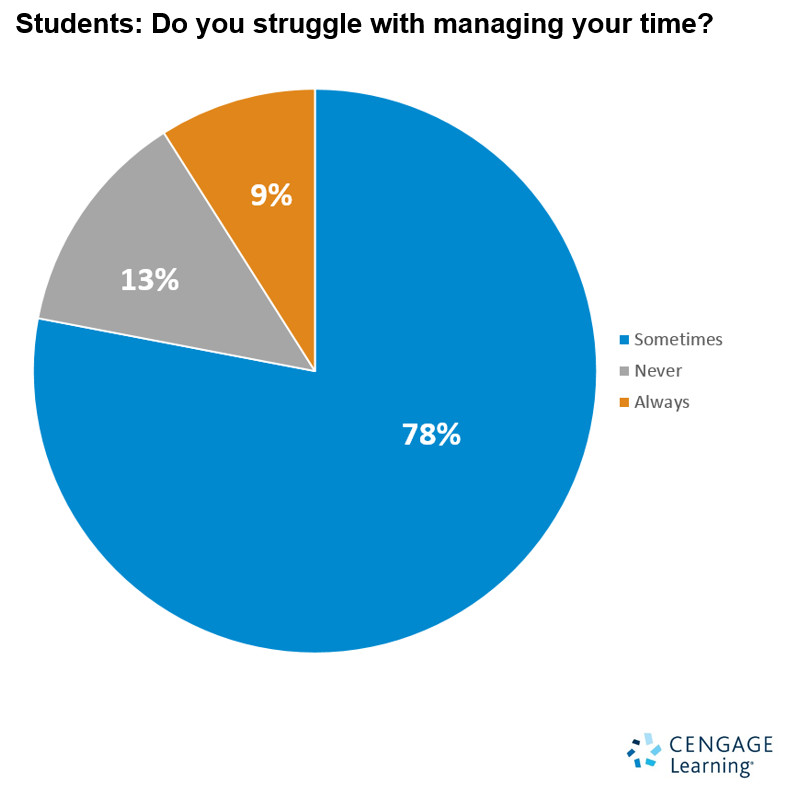 Students: Do you struggle with managing your time?
9%
13%
78%
Sometimes
Never
Always
CENGAGE
Learning®